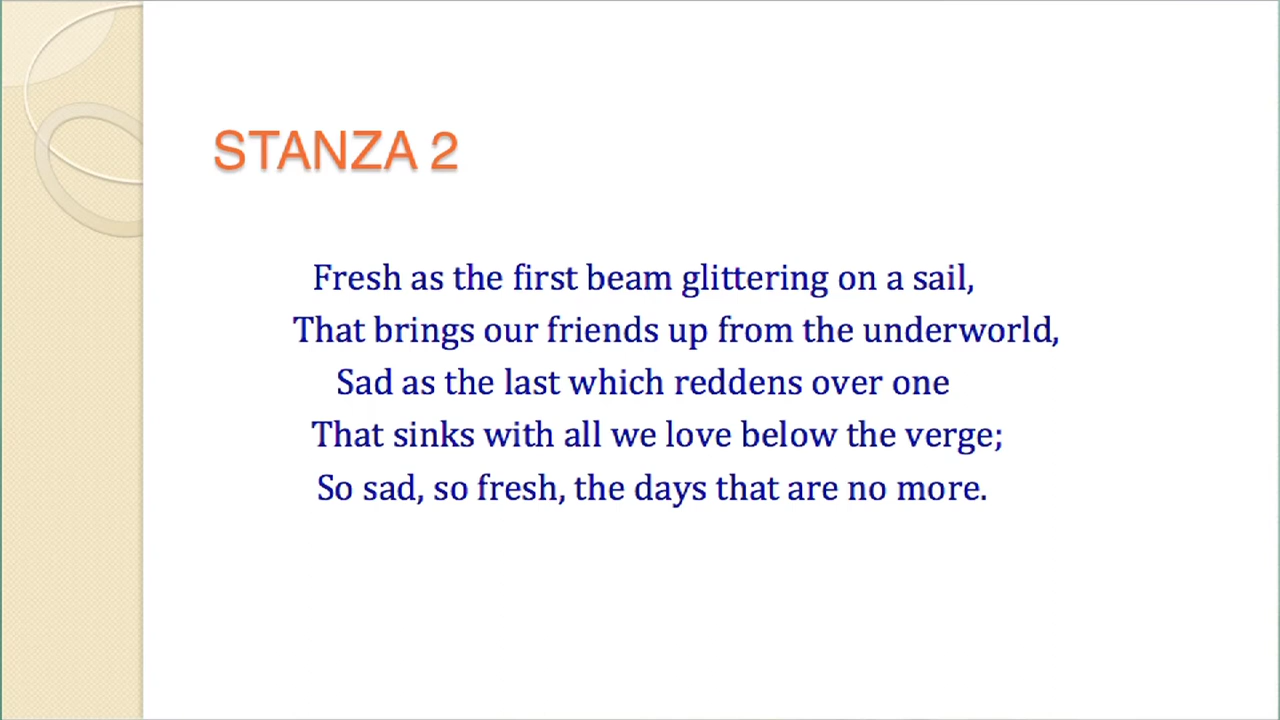 STANZA 2
Fresh as the first beam glittering on a sail,
That brings our friends up from the underworld,
Sad as the last which reddens over one
That sinks with all we love below the verge;
So sad, so fresh, the days that are no more.